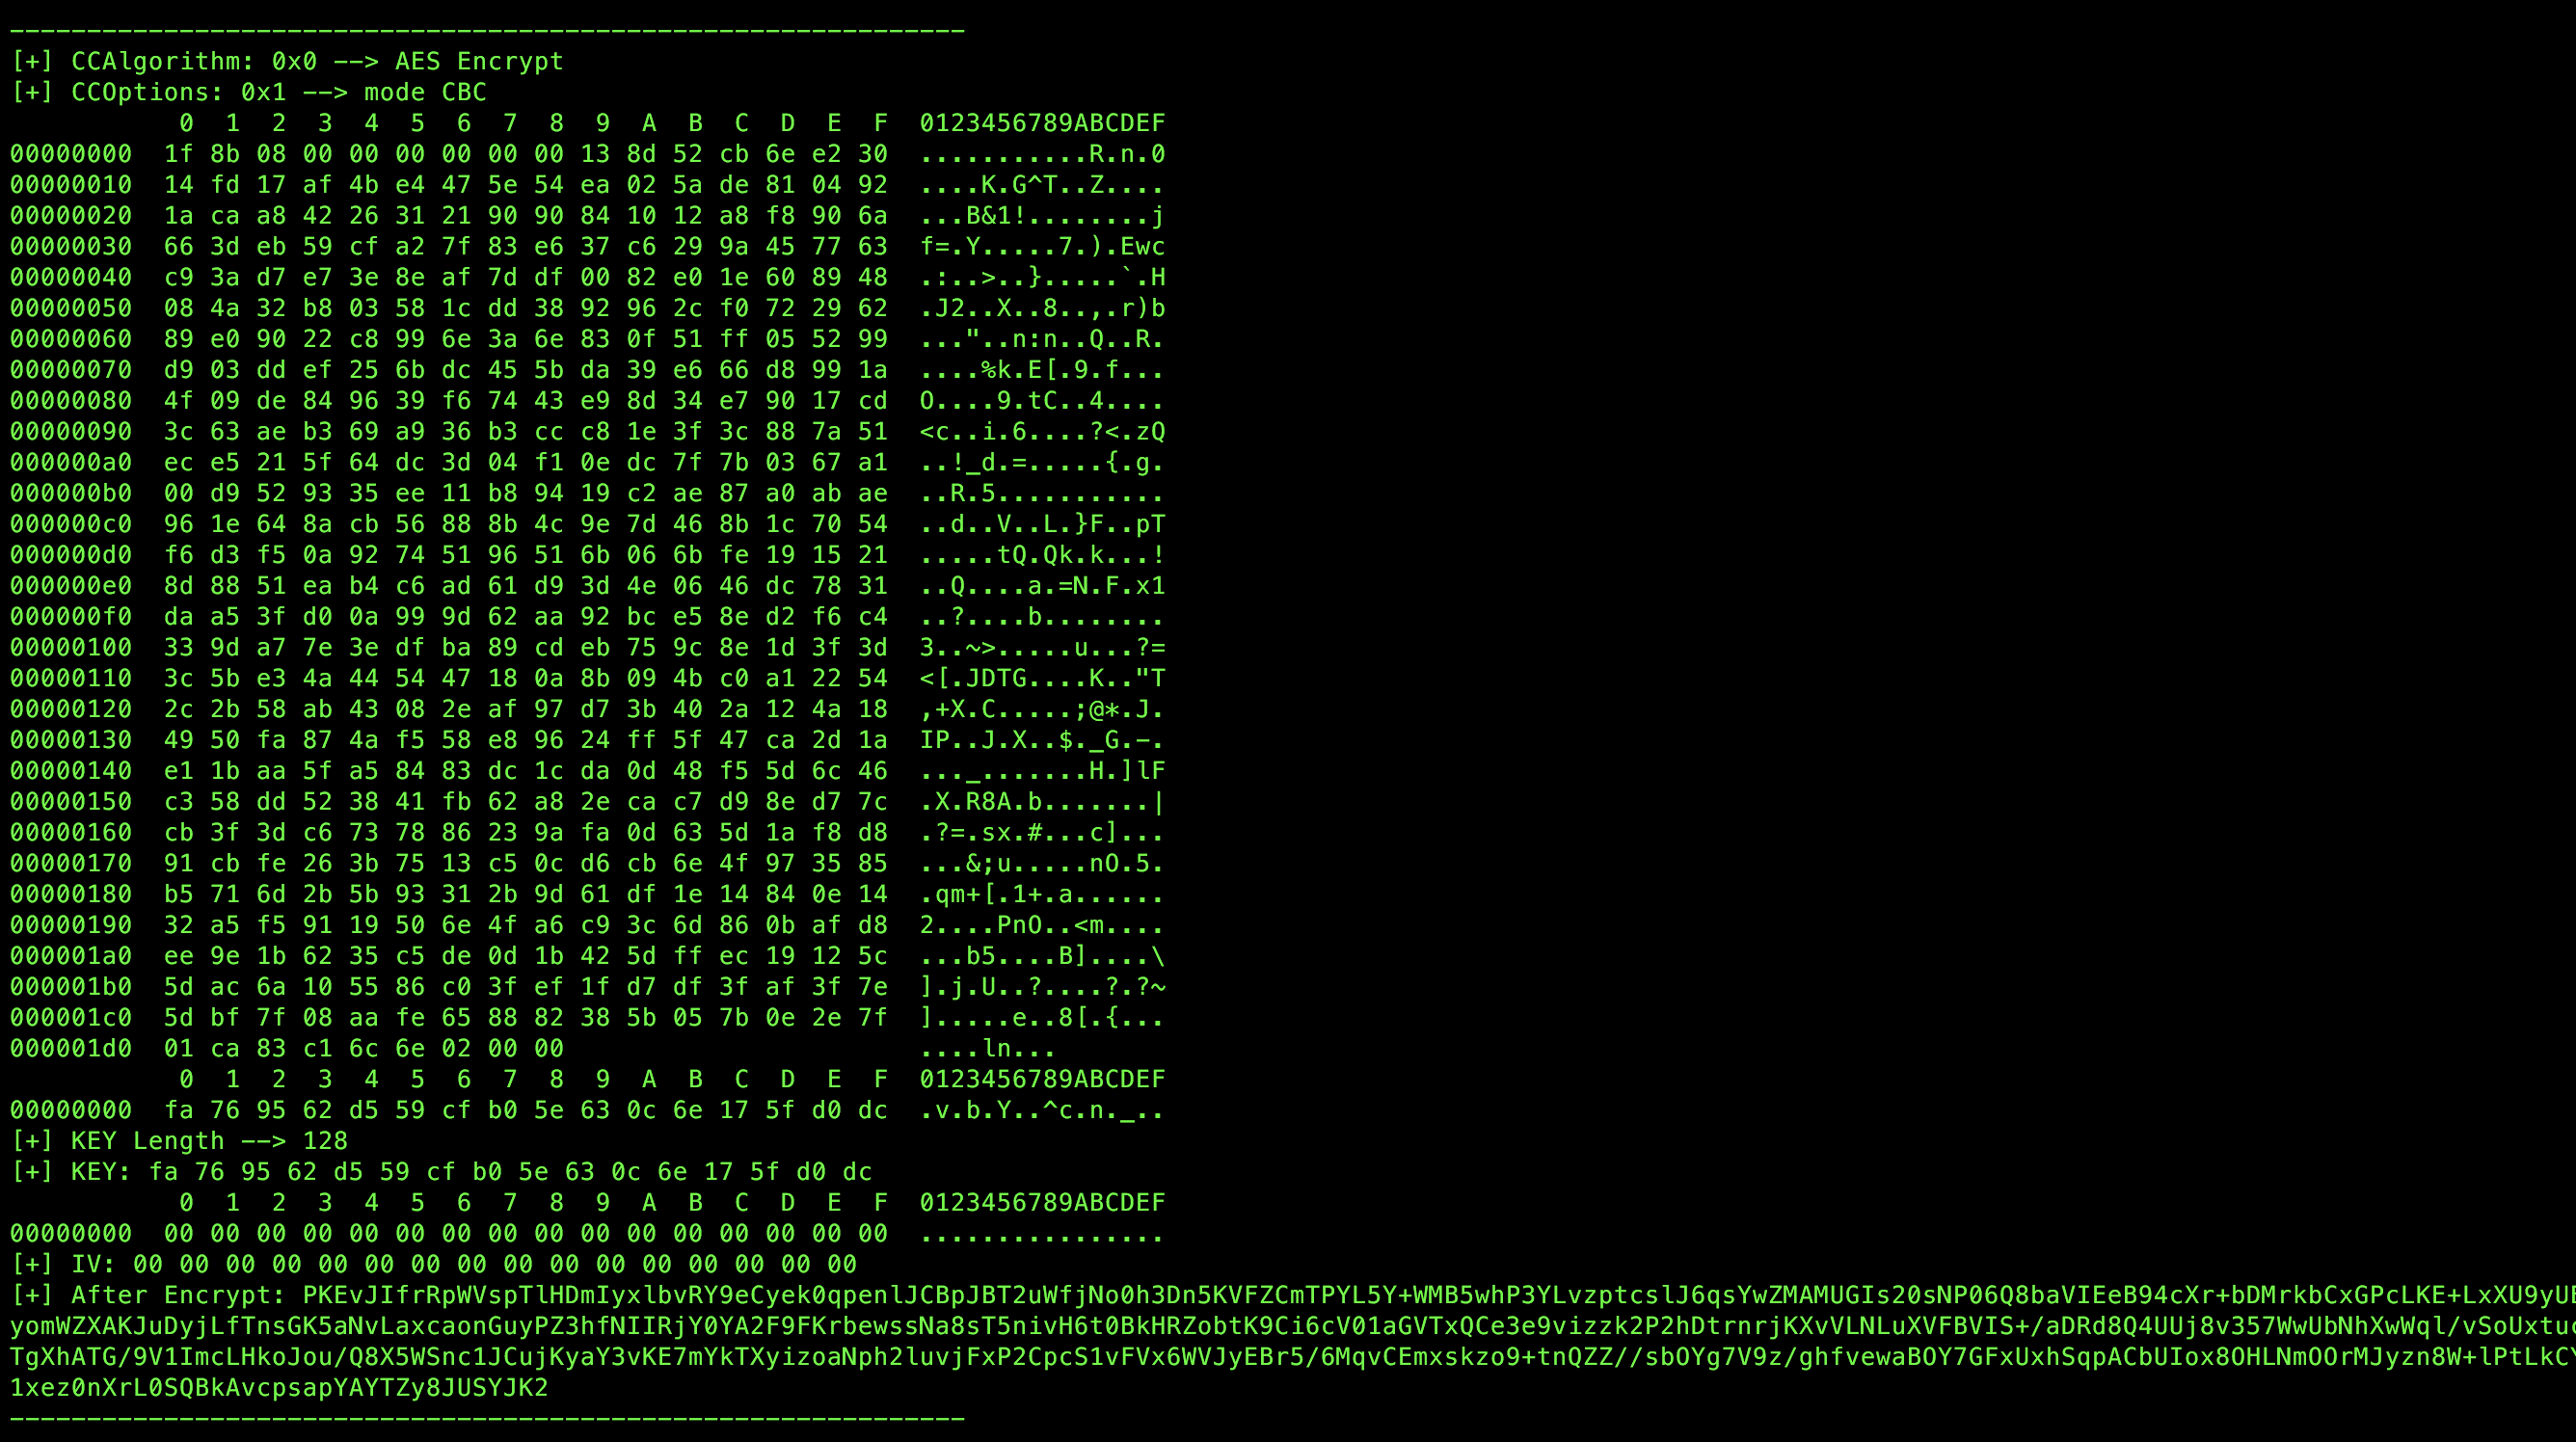 --------------------------------------------------------------
[+] CCAlgorithm: 0x0 --> AES Encrypt
[+] CCOptions: 0x1 --> mode CBC
           0  1  2  3  4  5  6  7  8  9  A  B  C  D  E  F  0123456789ABCDEF
00000000  1f 8b 08 00 00 00 00 00 00 13 8d 52 cb 6e e2 30  ...........R.n.0
00000010  14 fd 17 af 4b e4 47 5e 54 ea 02 5a de 81 04 92  ....K.G^T..Z....
00000020  1a ca a8 42 26 31 21 90 90 84 10 12 a8 f8 90 6a  ...B&1!........j
00000030  66 3d eb 59 cf a2 7f 83 e6 37 c6 29 9a 45 77 63  f=.Y.....7.).Ewc
00000040  c9 3a d7 e7 3e 8e af 7d df 00 82 e0 1e 60 89 48  .:..>..}.....`.H
00000050  08 4a 32 b8 03 58 1c dd 38 92 96 2c f0 72 29 62  .J2..X..8..,.r)b
00000060  89 e0 90 22 c8 99 6e 3a 6e 83 0f 51 ff 05 52 99  ..."..n:n..Q..R.
00000070  d9 03 dd ef 25 6b dc 45 5b da 39 e6 66 d8 99 1a  ....%k.E[.9.f...
00000080  4f 09 de 84 96 39 f6 74 43 e9 8d 34 e7 90 17 cd  O....9.tC..4....
00000090  3c 63 ae b3 69 a9 36 b3 cc c8 1e 3f 3c 88 7a 51  <c..i.6....?<.zQ
000000a0  ec e5 21 5f 64 dc 3d 04 f1 0e dc 7f 7b 03 67 a1  ..!_d.=.....{.g.
000000b0  00 d9 52 93 35 ee 11 b8 94 19 c2 ae 87 a0 ab ae  ..R.5...........
000000c0  96 1e 64 8a cb 56 88 8b 4c 9e 7d 46 8b 1c 70 54  ..d..V..L.}F..pT
000000d0  f6 d3 f5 0a 92 74 51 96 51 6b 06 6b fe 19 15 21  .....tQ.Qk.k...!
000000e0  8d 88 51 ea b4 c6 ad 61 d9 3d 4e 06 46 dc 78 31  ..Q....a.=N.F.x1
000000f0  da a5 3f d0 0a 99 9d 62 aa 92 bc e5 8e d2 f6 c4  ..?....b........
00000100  33 9d a7 7e 3e df ba 89 cd eb 75 9c 8e 1d 3f 3d  3..~>.....u...?=
00000110  3c 5b e3 4a 44 54 47 18 0a 8b 09 4b c0 a1 22 54  <[.JDTG....K.."T
00000120  2c 2b 58 ab 43 08 2e af 97 d7 3b 40 2a 12 4a 18  ,+X.C.....;@*.J.
00000130  49 50 fa 87 4a f5 58 e8 96 24 ff 5f 47 ca 2d 1a  IP..J.X..$._G.-.
00000140  e1 1b aa 5f a5 84 83 dc 1c da 0d 48 f5 5d 6c 46  ..._.......H.]lF
00000150  c3 58 dd 52 38 41 fb 62 a8 2e ca c7 d9 8e d7 7c  .X.R8A.b.......|
00000160  cb 3f 3d c6 73 78 86 23 9a fa 0d 63 5d 1a f8 d8  .?=.sx.#...c]...
00000170  91 cb fe 26 3b 75 13 c5 0c d6 cb 6e 4f 97 35 85  ...&;u.....nO.5.
00000180  b5 71 6d 2b 5b 93 31 2b 9d 61 df 1e 14 84 0e 14  .qm+[.1+.a......
00000190  32 a5 f5 91 19 50 6e 4f a6 c9 3c 6d 86 0b af d8  2....PnO..<m....
000001a0  ee 9e 1b 62 35 c5 de 0d 1b 42 5d ff ec 19 12 5c  ...b5....B]....\
000001b0  5d ac 6a 10 55 86 c0 3f ef 1f d7 df 3f af 3f 7e  ].j.U..?....?.?~
000001c0  5d bf 7f 08 aa fe 65 88 82 38 5b 05 7b 0e 2e 7f  ].....e..8[.{...
000001d0  01 ca 83 c1 6c 6e 02 00 00                       ....ln...
           0  1  2  3  4  5  6  7  8  9  A  B  C  D  E  F  0123456789ABCDEF
00000000  fa 76 95 62 d5 59 cf b0 5e 63 0c 6e 17 5f d0 dc  .v.b.Y..^c.n._..
[+] KEY Length --> 128
[+] KEY: fa 76 95 62 d5 59 cf b0 5e 63 0c 6e 17 5f d0 dc
           0  1  2  3  4  5  6  7  8  9  A  B  C  D  E  F  0123456789ABCDEF
00000000  00 00 00 00 00 00 00 00 00 00 00 00 00 00 00 00  ................
[+] IV: 00 00 00 00 00 00 00 00 00 00 00 00 00 00 00 00
[+] After Encrypt: PKEvJIfrRpWVspTlHDmIyxlbvRY9eCyek0qpenlJCBpJBT2uWfjNo0h3Dn5KVFZCmTPYL5Y+WMB5whP3YLvzptcslJ6qsYwZMAMUGIs20sNP06Q8baVIEeB94cXr+bDMrkbCxGPcLKE+LxXU9yUE
yomWZXAKJuDyjLfTnsGK5aNvLaxcaonGuyPZ3hfNIIRjY0YA2F9FKrbewssNa8sT5nivH6t0BkHRZobtK9Ci6cV01aGVTxQCe3e9vizzk2P2hDtrnrjKXvVLNLuXVFBVIS+/aDRd8Q4UUj8v357WwUbNhXwWql/vSoUxtuc
TgXhATG/9V1ImcLHkoJou/Q8X5WSnc1JCujKyaY3vKE7mYkTXyizoaNph2luvjFxP2CpcS1vFVx6WVJyEBr5/6MqvCEmxskzo9+tnQZZ//sbOYg7V9z/ghfvewaBOY7GFxUxhSqpACbUIox8OHLNmOOrMJyzn8W+lPtLkCY
1xez0nXrL0SQBkAvcpsapYAYTZy8JUSYJK2
--------------------------------------------------------------